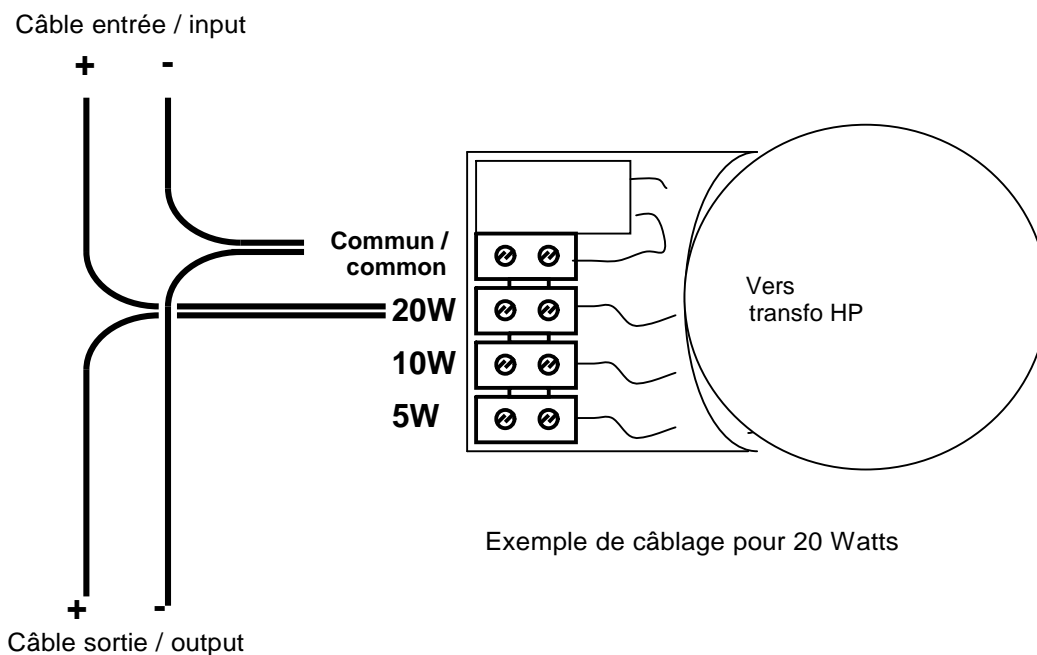 Câble entrée / input
+ -
Commun /
common
20W
10W
5W
Vers
transfo HP
Exemple de câblage pour 20 Watts
+ -
Câble sortie / output